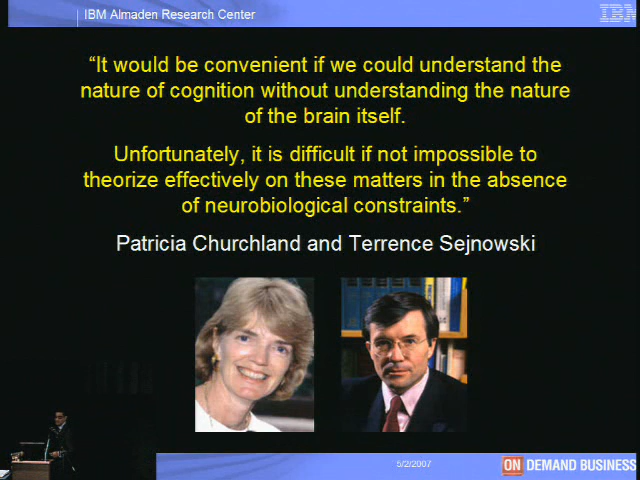 IBM Almaden Research Center
IBM
“It would be convenient if we could understand the
nature of cognition without understanding the nature
of the brain itself.
Unfortunately, it is difficult if not impossible to
theorize effectively on these matters in the absence
of neurobiological constraints.”
Patricia Churchland and Terrence Sejnowski
5/2/2007
ON DEMAND BUSINESS